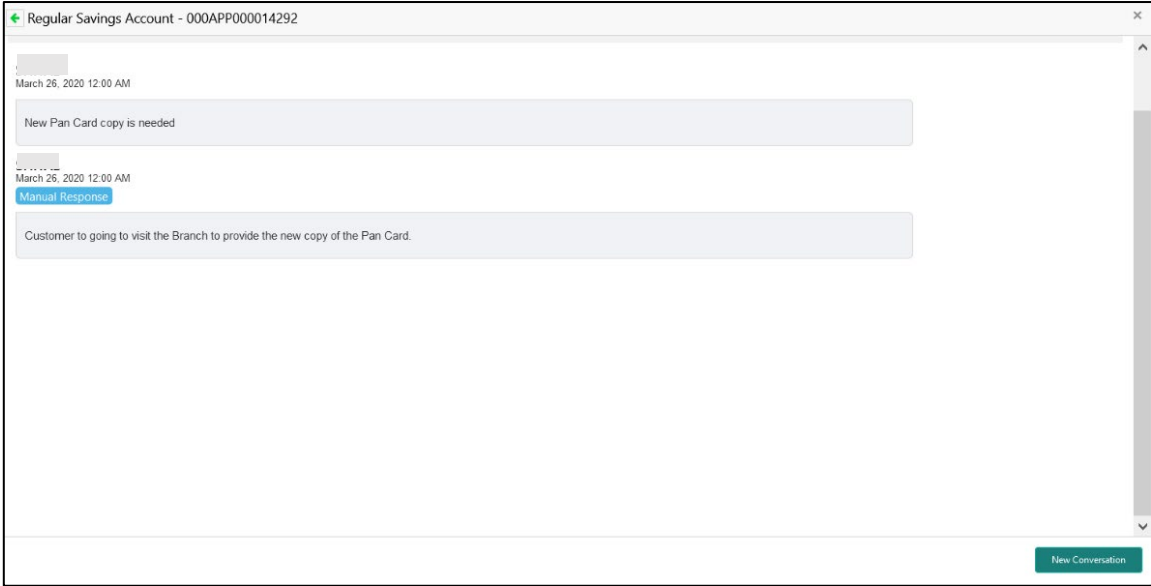 Regular Savings Account - 000APP000014292
March 26, 2020 12:00 AM
New Pan Card copy is needed
March 26, 2020 12:00 AM
Manual Response
Customer to going to visit the Branch to provide the new copy of the Pan Card.
New Conversation